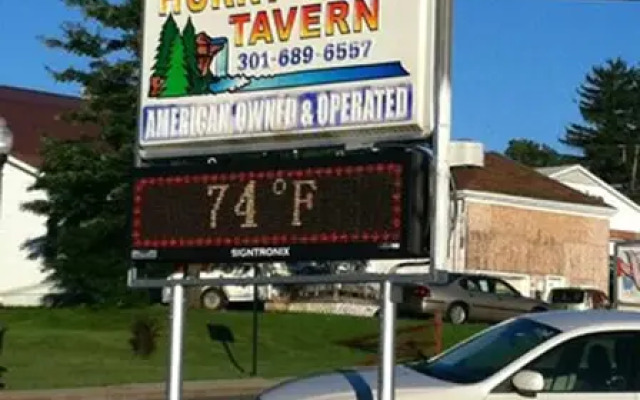 TAVERN
301-689-6557
AMERICAN OWNED & OPERATED
74°F
SIGNTRONIX